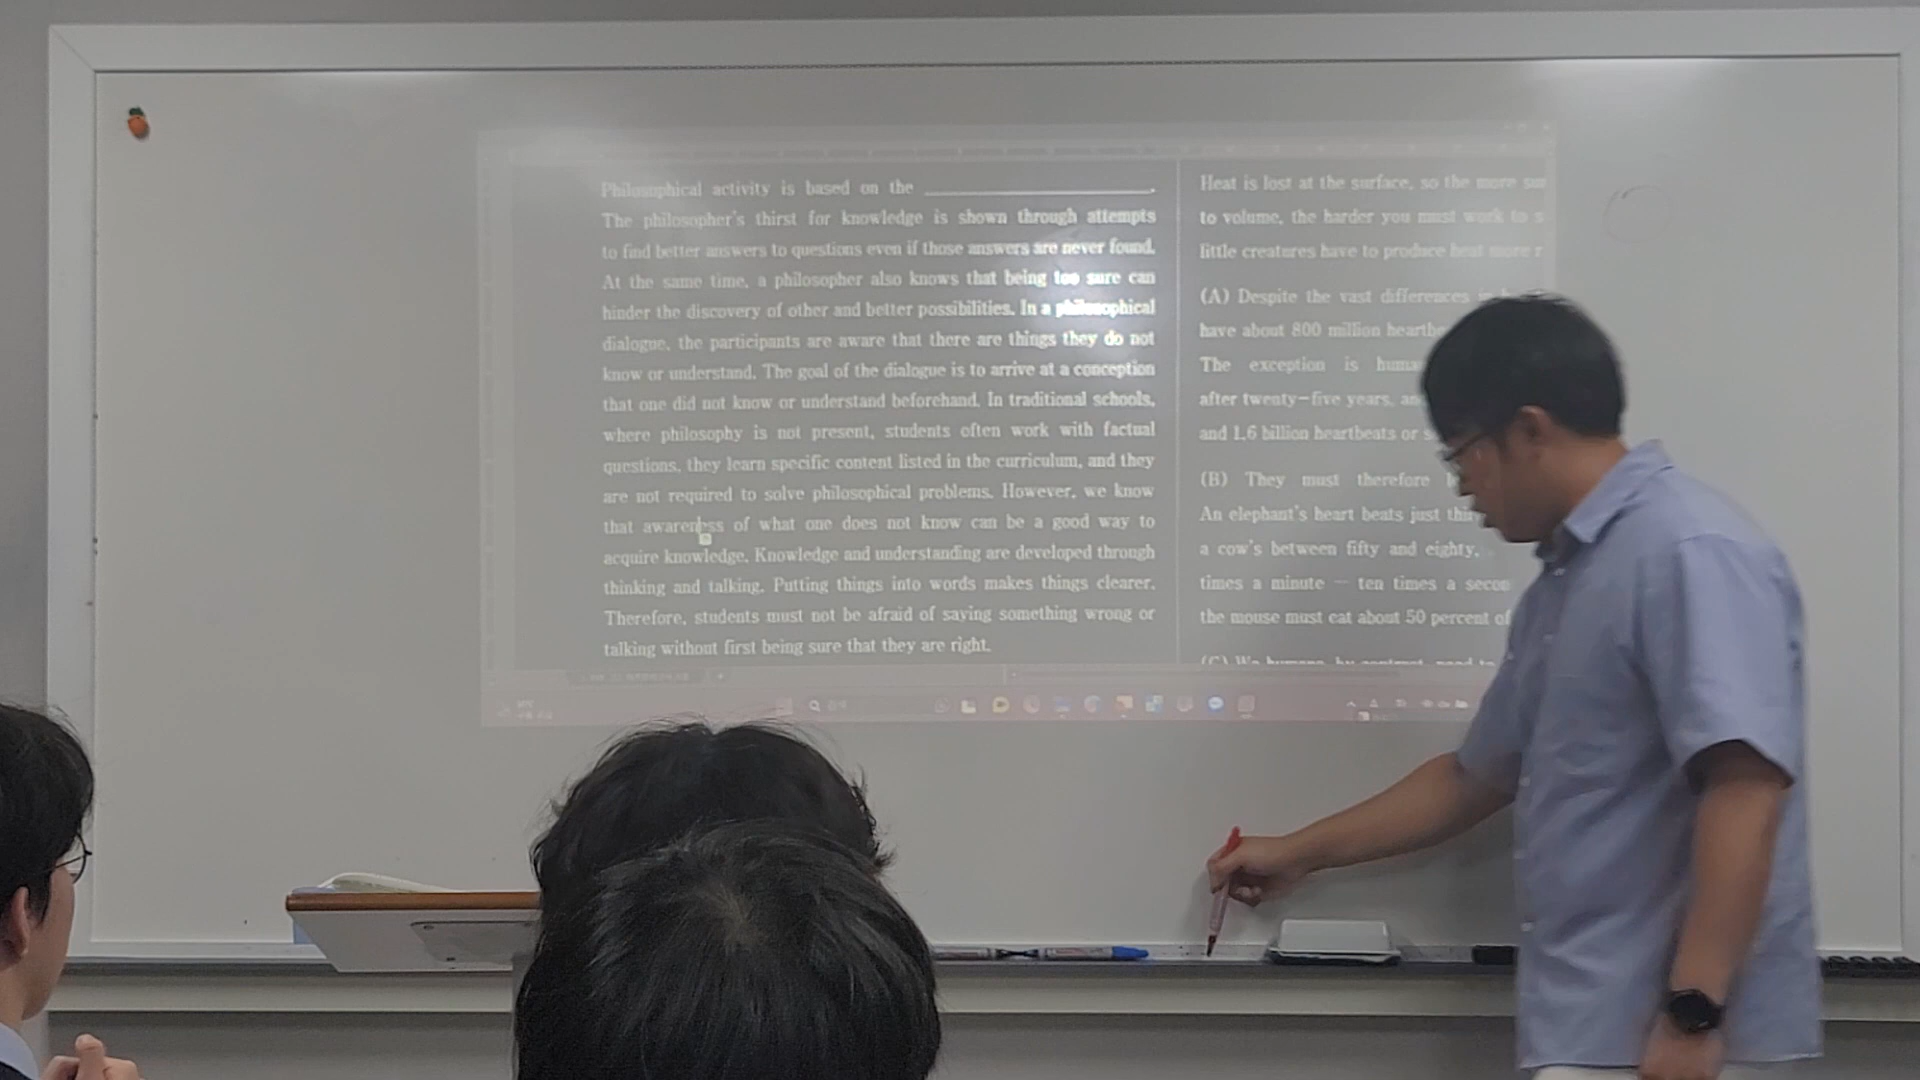 Philosophical activity is based on the
The philosopher's thirst for knowledge is shown through attempts
to find better answers to questions even if those answers are never found.
At the same time, a philosopher also knows that being too sure can
hinder the discovery of other and better possibilities. In a philosophical
dialogue, the participants are aware that there are things they do not
know or understand. The goal of the dialogue is to arrive at a conception
that one did not know or understand beforehand. In traditional schools,
where philosophy is not present, students often work with factual
questions, they learn specific content listed in the curriculum, and they
are not required to solve philosophical problems. However, we know
that awareness of what one does not know can be a good way to
acquire knowledge. Knowledge and understanding are developed through
thinking and talking. Putting things into words makes things clearer.
Therefore, students must not be afraid of saying something wrong or
talking without first being sure that they are right.
Heat is lost at the surface, so the more
to volume, the harder you must work to
little creatures have to produce heat more
(A) Despite the vast differences
have about 800 million
The exception is
after twenty-five years,
and 1.6 billion heartbeats or
(B) They must therefore
An elephant's heart beats just
a cow's between fifty and eighty,
times a minute — ten times a
the mouse must eat about 50 percent of